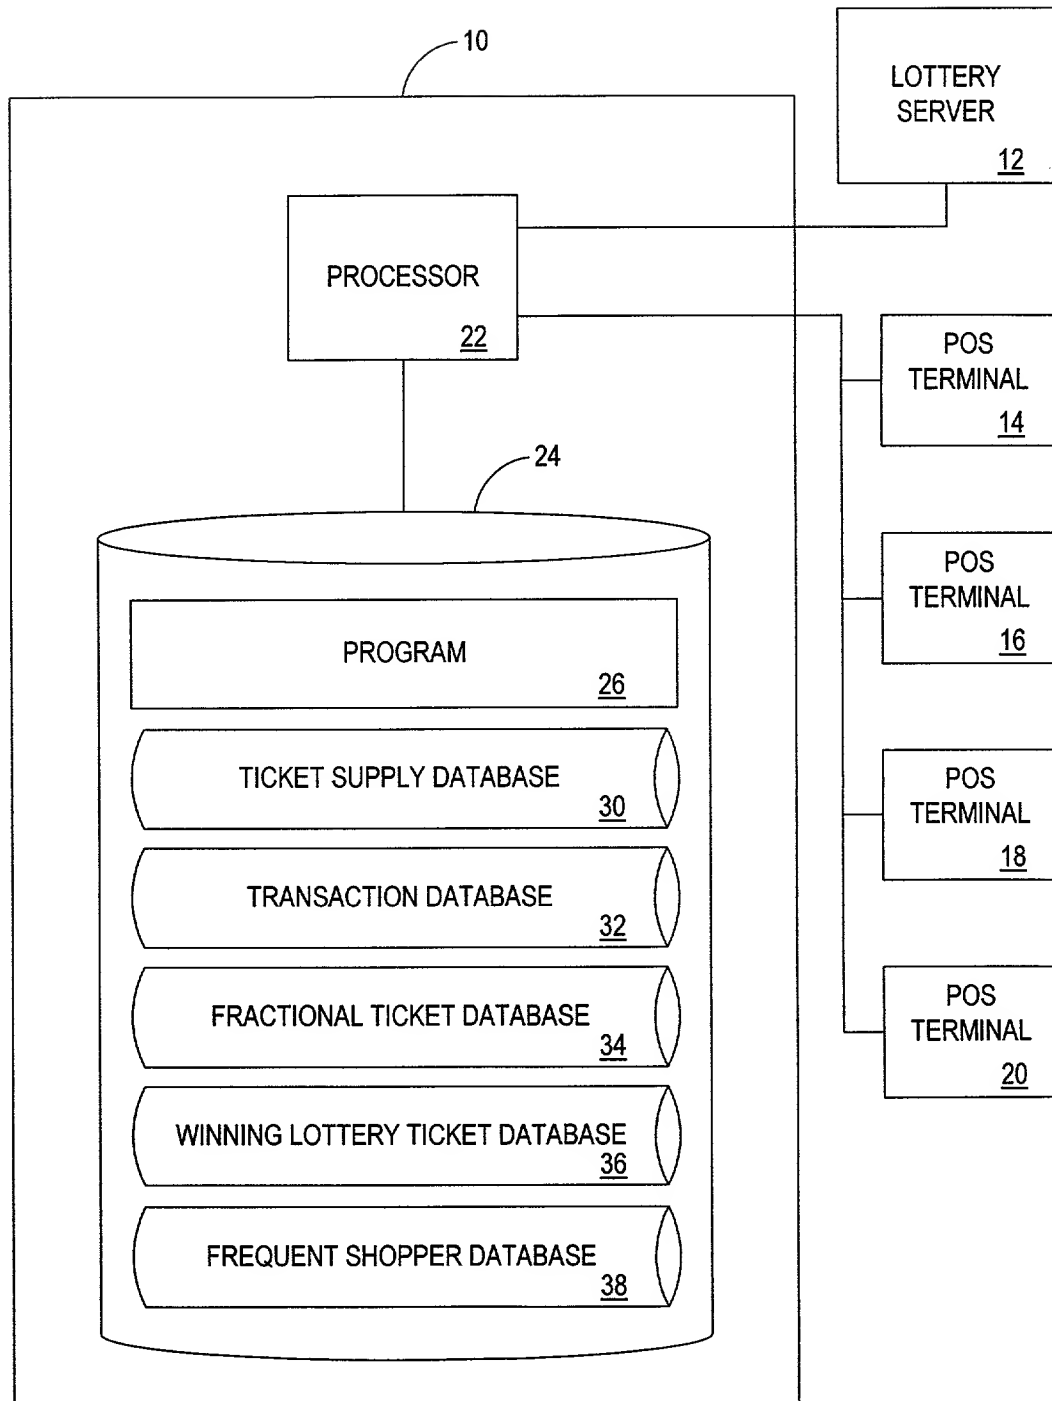 10
LOTTERY
SERVER
12
PROCESSOR
22
POS
TERMINAL
14
24
POS
TERMINAL
16
PROGRAM
26
TICKET SUPPLY DATABASE
30
POS
TERMINAL
18
TRANSACTION DATABASE
32
FRACTIONAL TICKET DATABASE
34
POS
TERMINAL
20
WINNING LOTTERY TICKET DATABASE
36
FREQUENT SHOPPER DATABASE
38